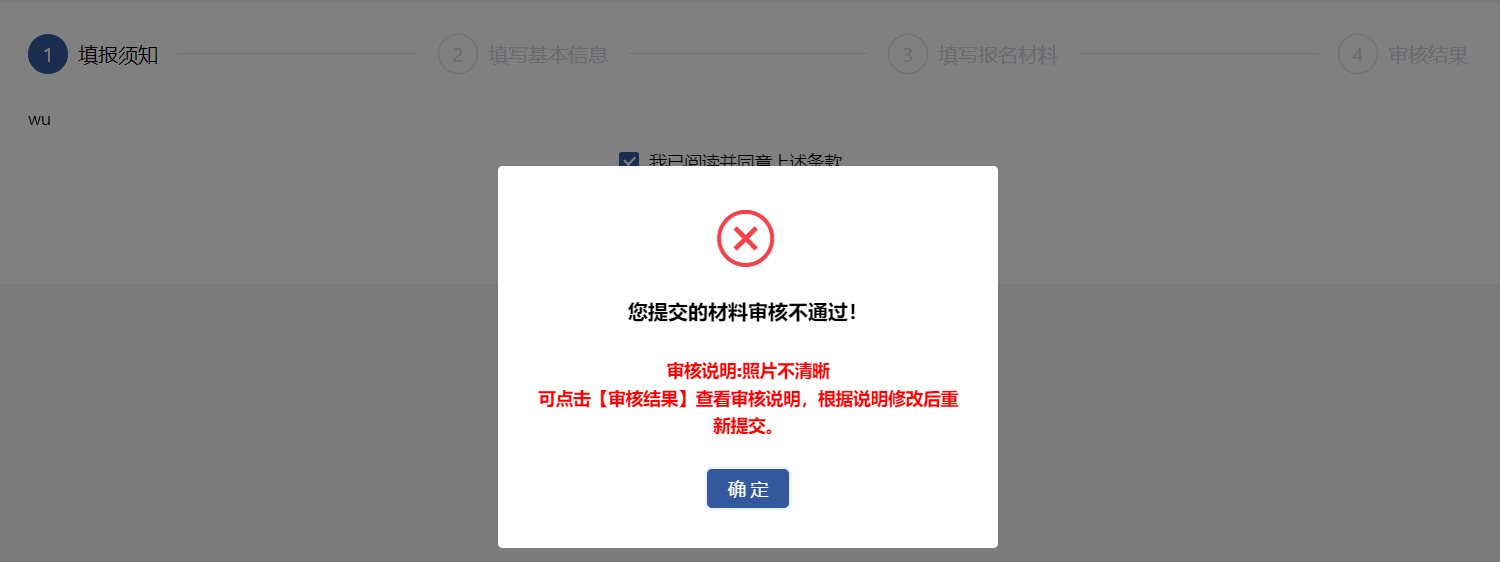 1 填报须知 2 填写基本信息 3 填写报名材料 4 审核结果
wu
我已阅读并同意上述条款
您提交的材料审核不通过！
审核说明:照片不清晰
可点击【审核结果】查看审核说明，根据说明修改后重
新提交。
确定